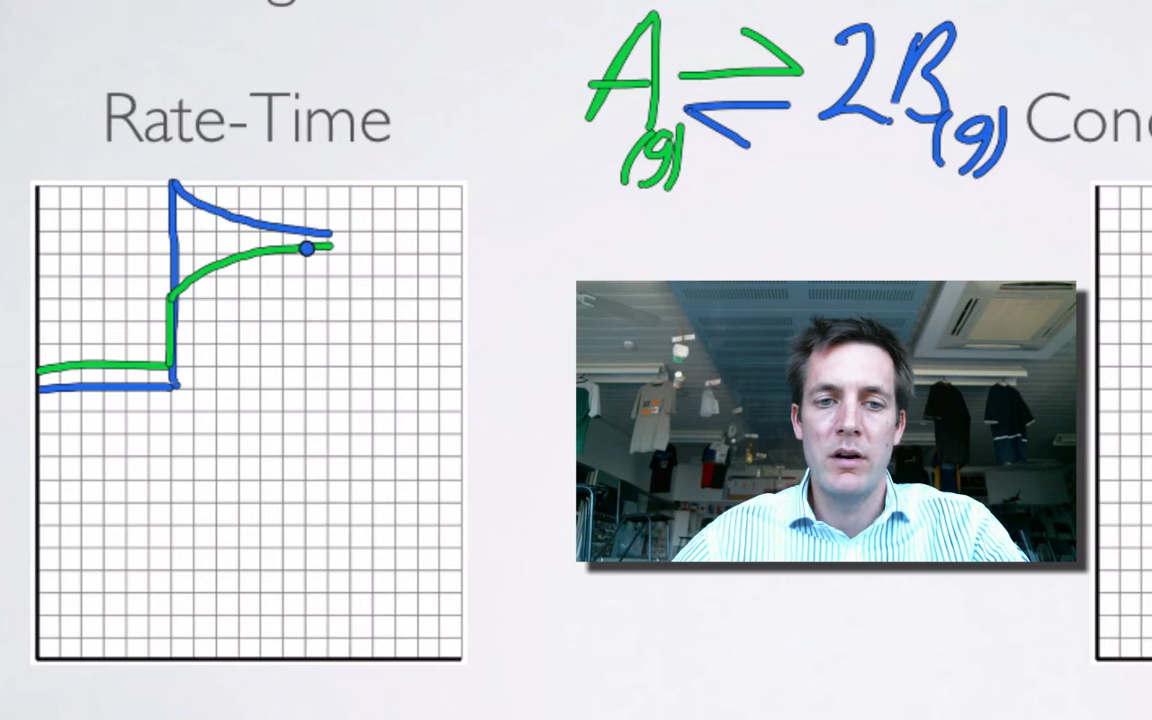 A(g) ⇌ 2B(g)
Rate-Time
Conc